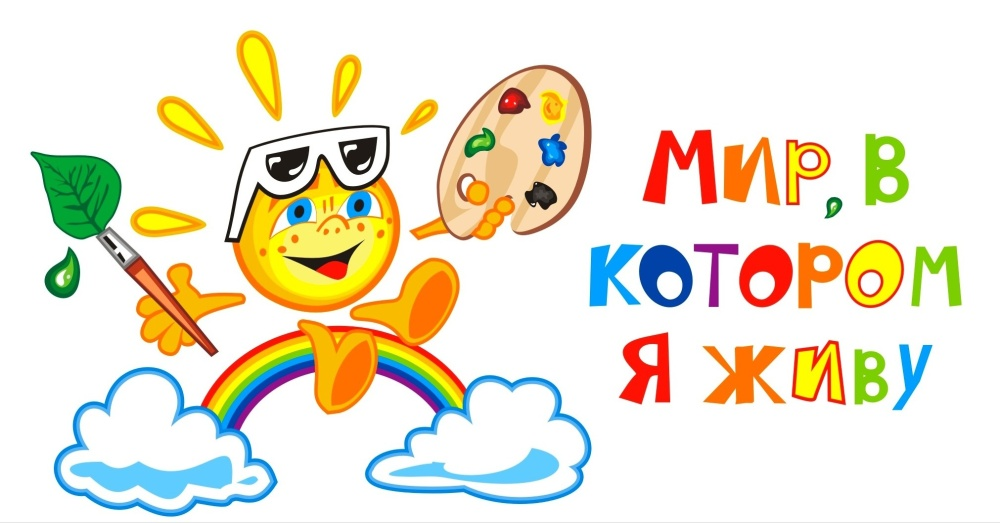 Мир, в
котором
я живу